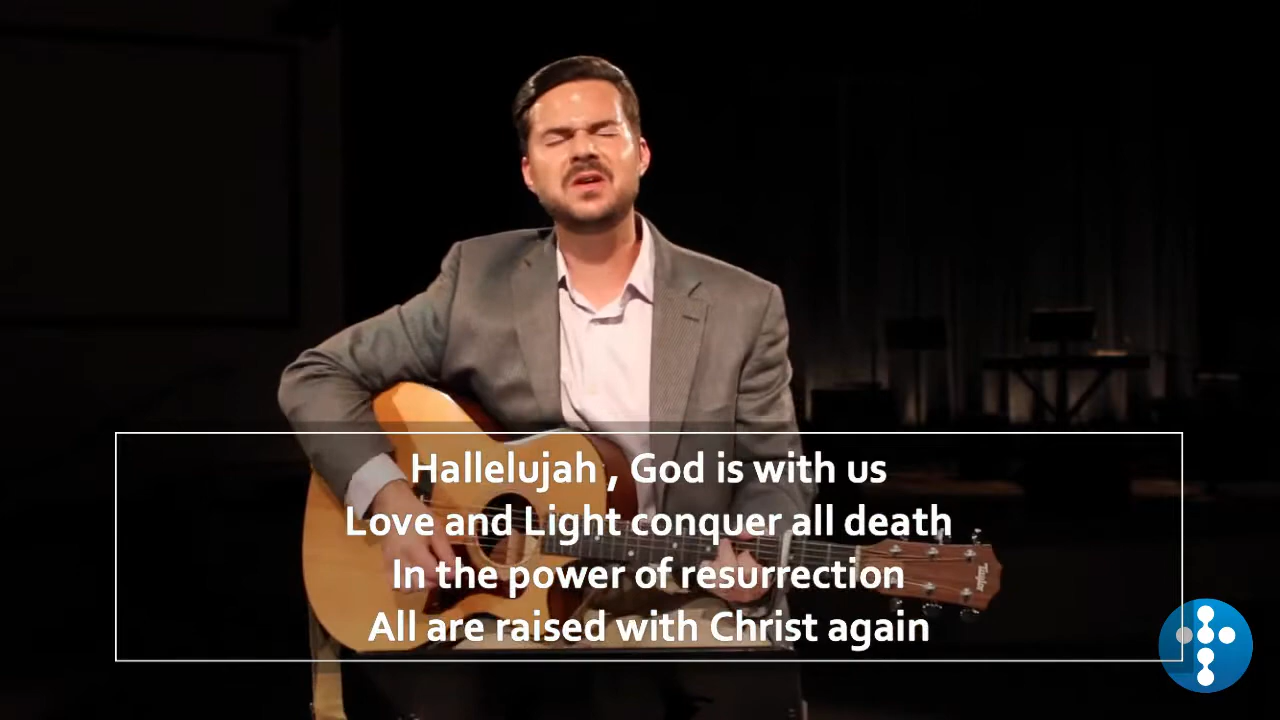 Hallelujah , God is with us
Love and Light conquer all death
In the power of resurrection
All are raised with Christ again
Taylor